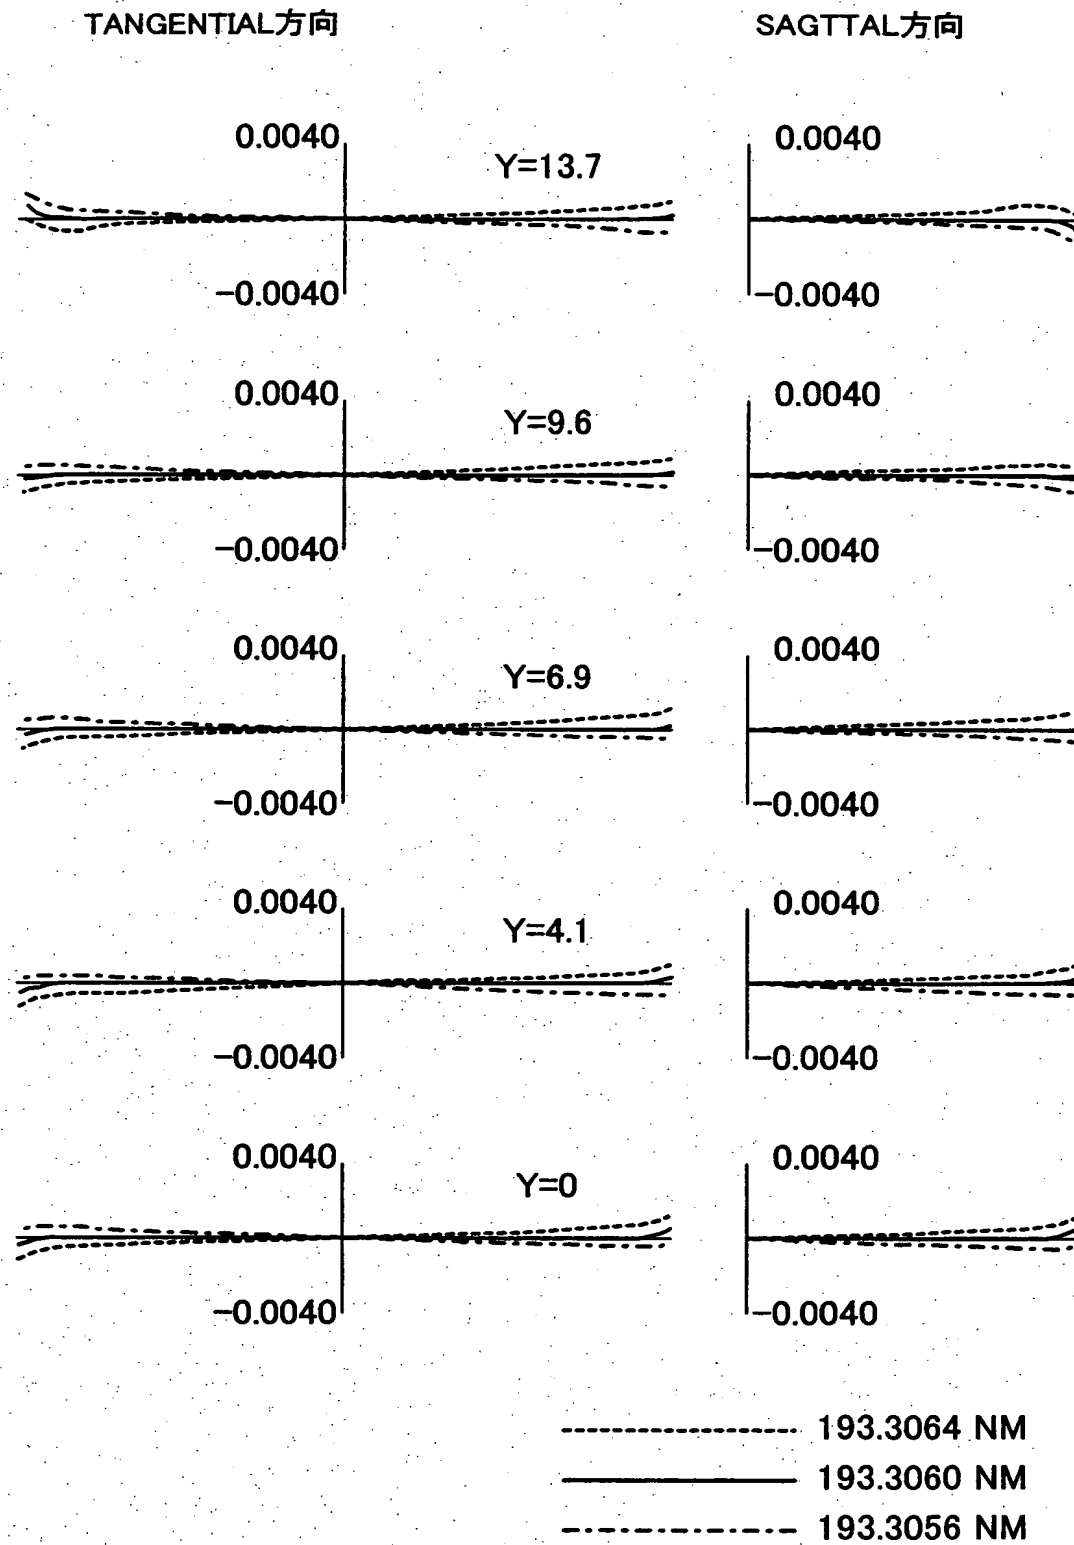 TANGENTIAL方向 SAGTTAL方向
0.0040 Y=13.7 0.0040
-0.0040 -0.0040
0.0040 Y=9.6 0.0040
-0.0040 -0.0040
0.0040 Y=6.9 0.0040
-0.0040 -0.0040
0.0040 Y=4.1 0.0040
-0.0040 -0.0040
0.0040 Y=0 0.0040
-0.0040 -0.0040
193.3064 NM
193.3060 NM
193.3056 NM